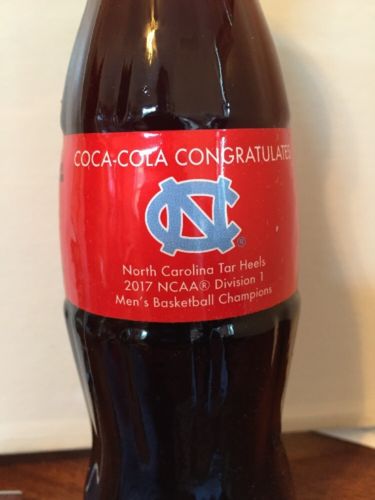 COCA-COLA CONGRATULATES
NC®
North Carolina Tar Heels
2017 NCAA® Division 1
Men's Basketball Champions